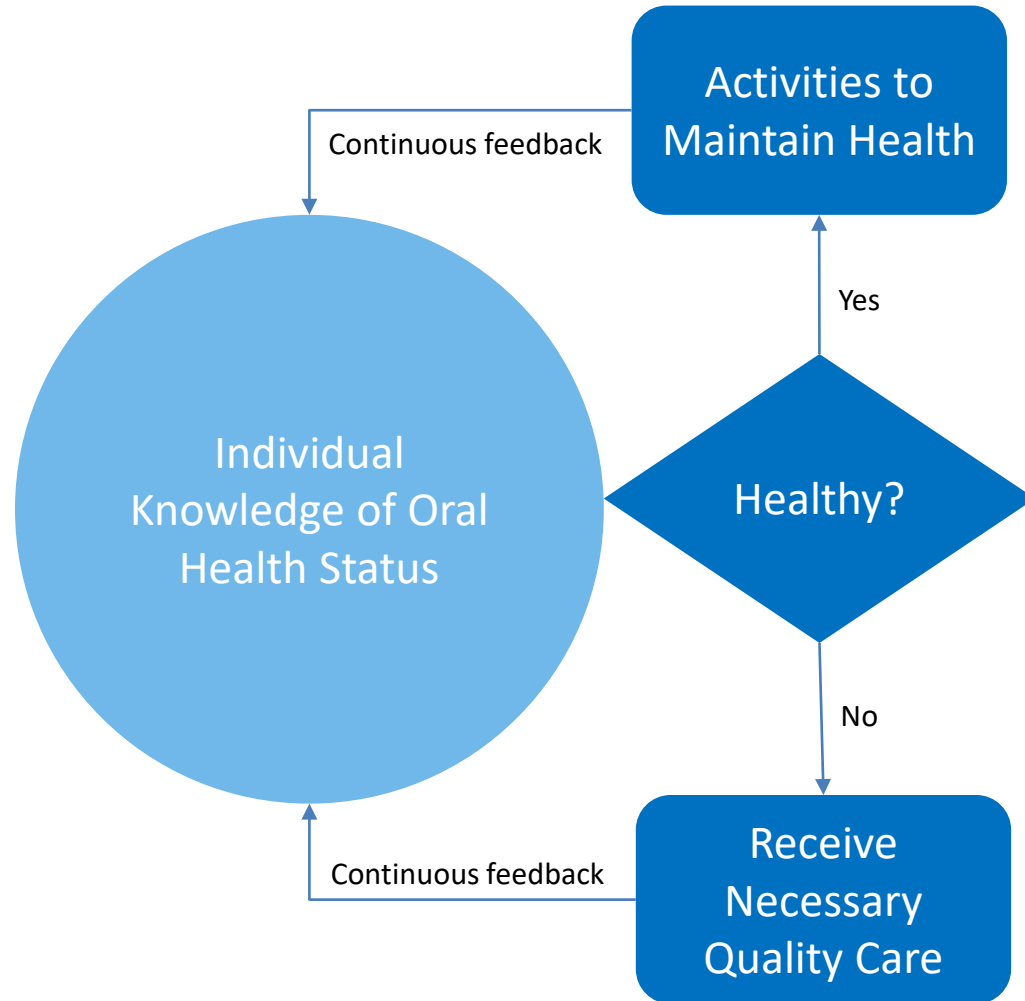 Activities to
Maintain Health
Continuous feedback
Yes
Individual
Knowledge of Oral
Health Status
Healthy?
No
Continuous feedback
Receive
Necessary
Quality Care